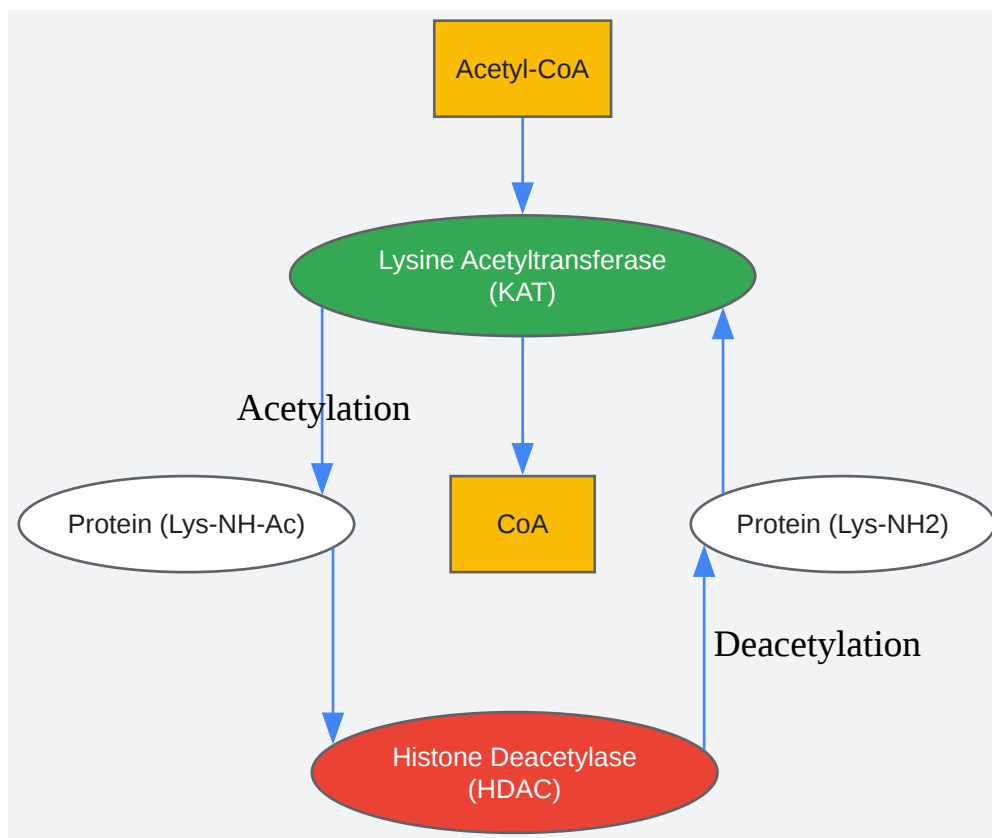 Acetyl-CoA
Lysine Acetyltransferase
(KAT)
Acetylation
Protein (Lys-NH-Ac)
CoA
Protein (Lys-NH2)
Deacetylation
Histone Deacetylase
(HDAC)